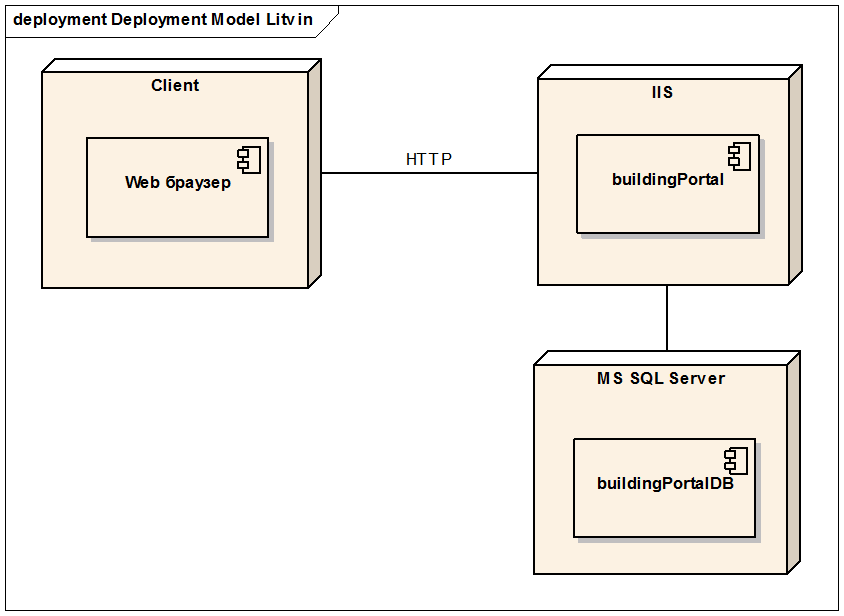 deployment Deployment Model Litvin
Client
Web браузер
HTTP
IIS
buildingPortal
MS SQL Server
buildingPortalDB